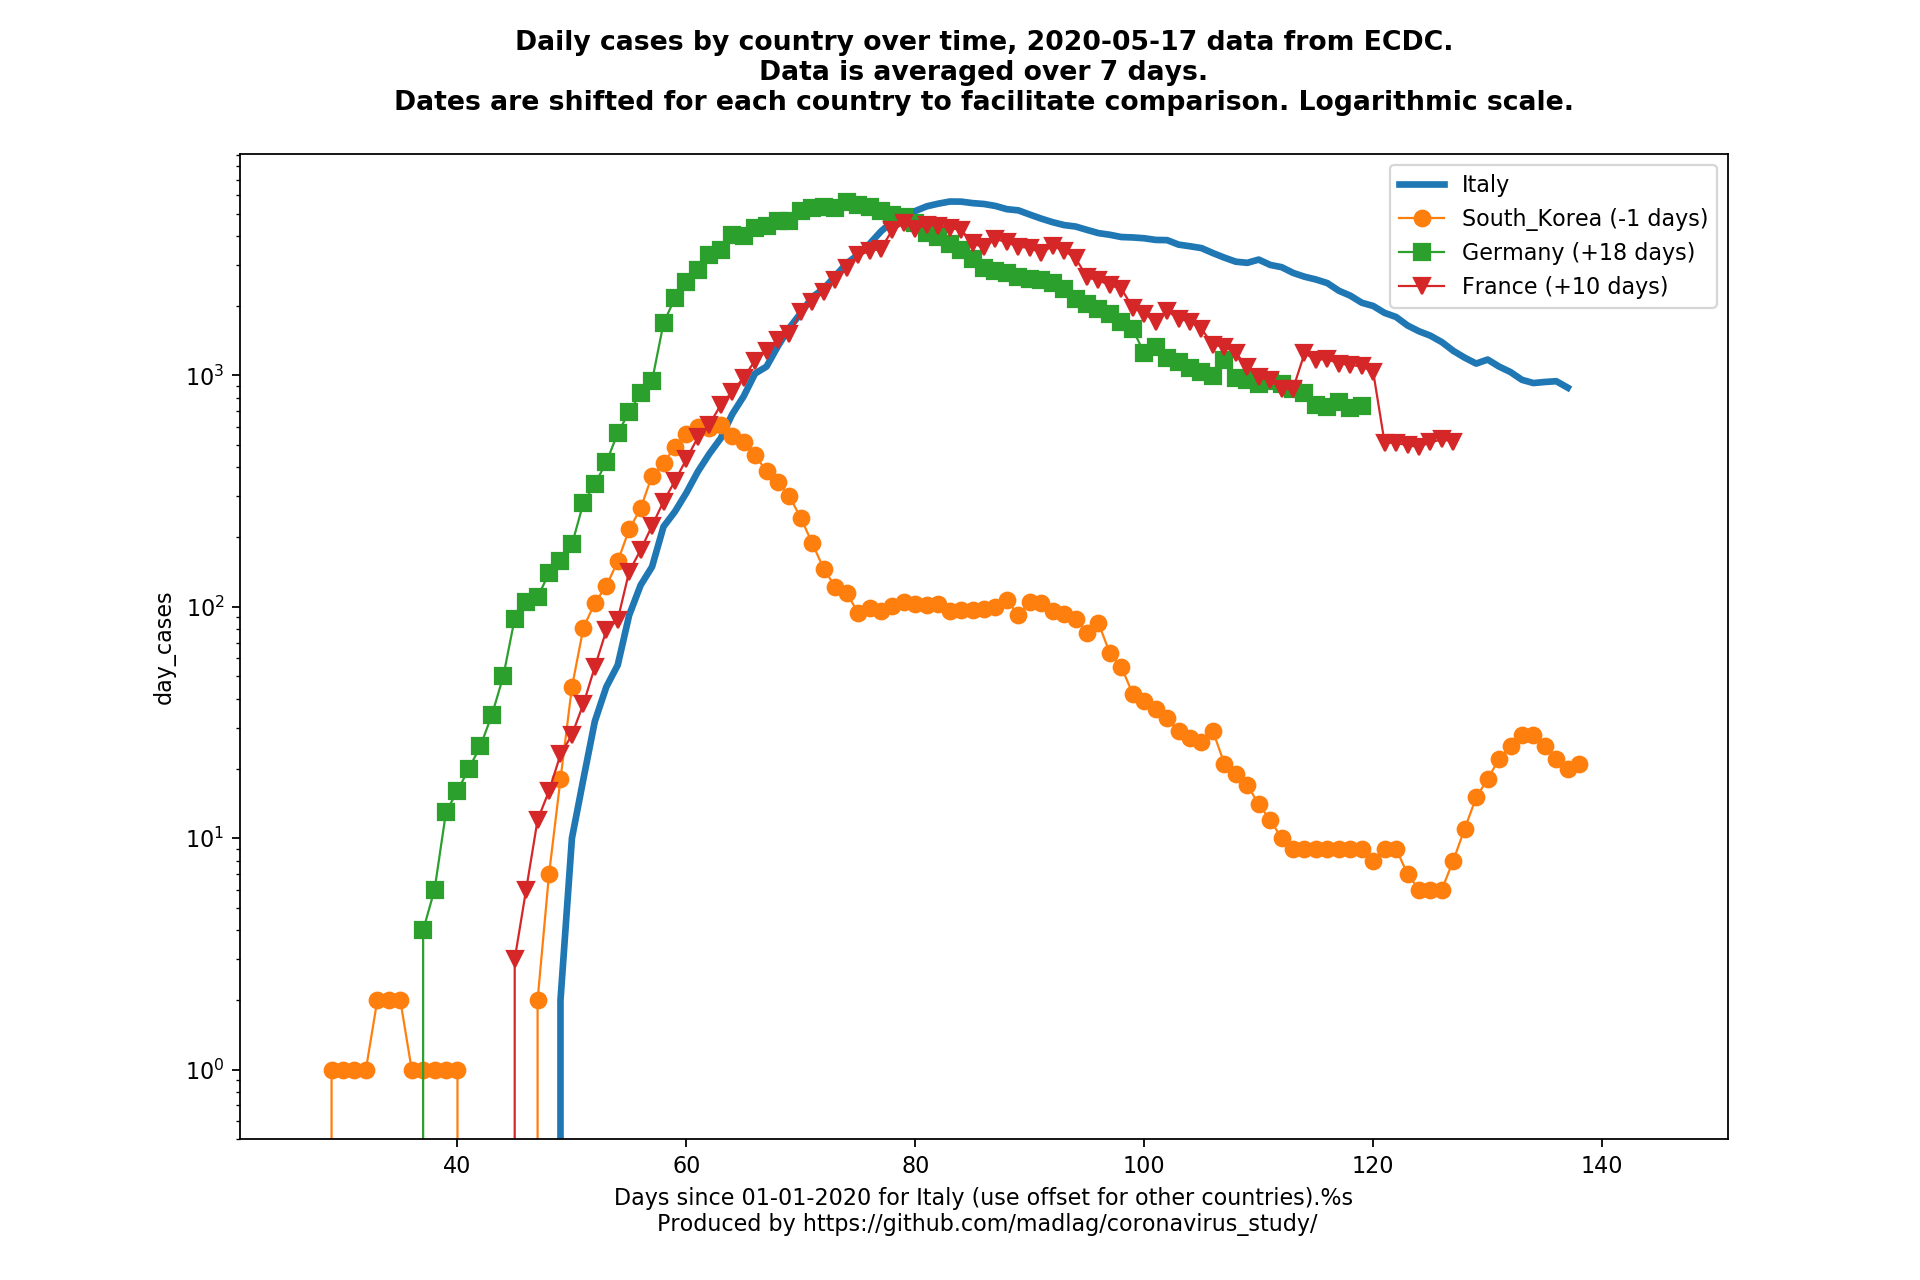 Daily cases by country over time, 2020-05-17 data from ECDC.
Data is averaged over 7 days.
Dates are shifted for each country to facilitate comparison. Logarithmic scale.
Italy
South_Korea (-1 days)
Germany (+18 days)
France (+10 days)
day_cases
10³
10²
10¹
10⁰
40 60 80 100 120 140
Days since 01-01-2020 for Italy (use offset for other countries).%s
Produced by https://github.com/madlag/coronavirus_study/